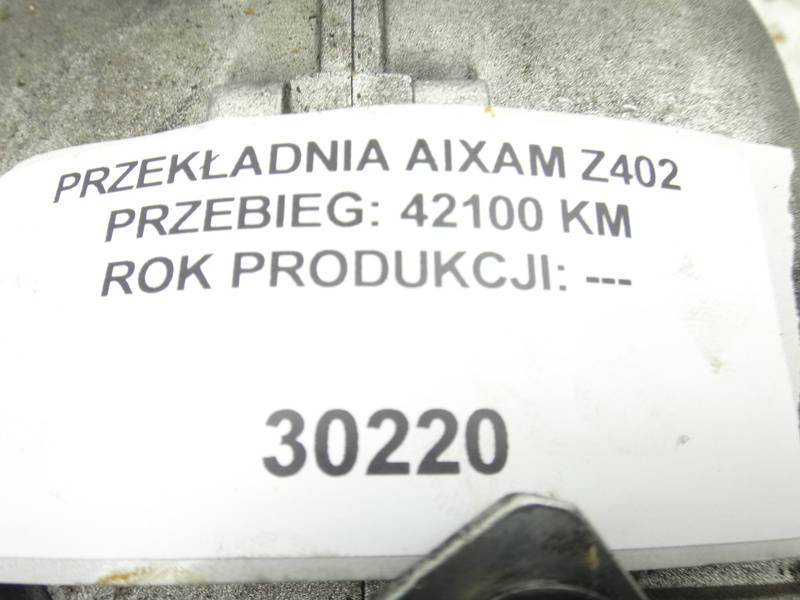 PRZEKŁADNIA AIXAM Z402
PRZEBIEG: 42100 KM
ROK PRODUKCJI: ---
30220